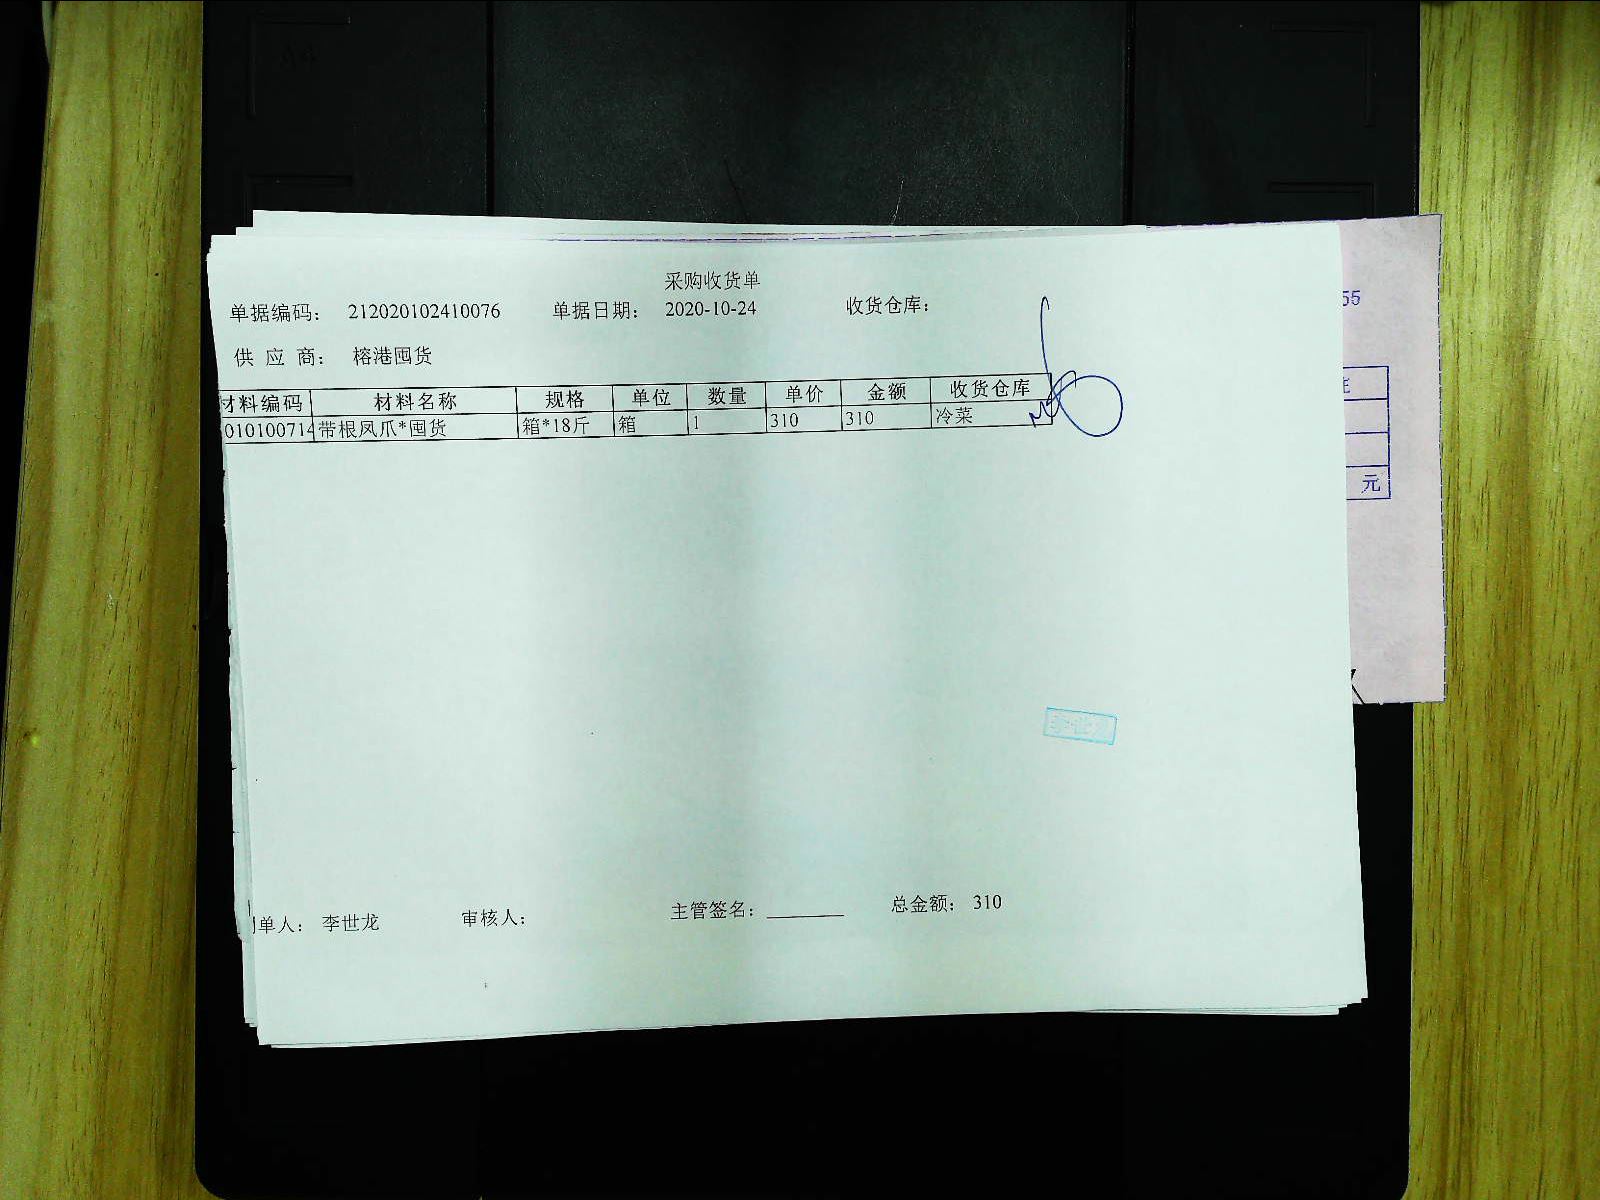 采购收货单
单据编码： 212020102410076 单据日期： 2020-10-24 收货仓库：
供 应 商： 榕港囤货
材料编码 材料名称 规格 单位 数量 单价 金额 收货仓库
010100714 带根凤爪*囤货 箱*18斤 箱 1 310 310 冷菜
单人： 李世龙 审核人： 主管签名： 总金额： 310
55
元